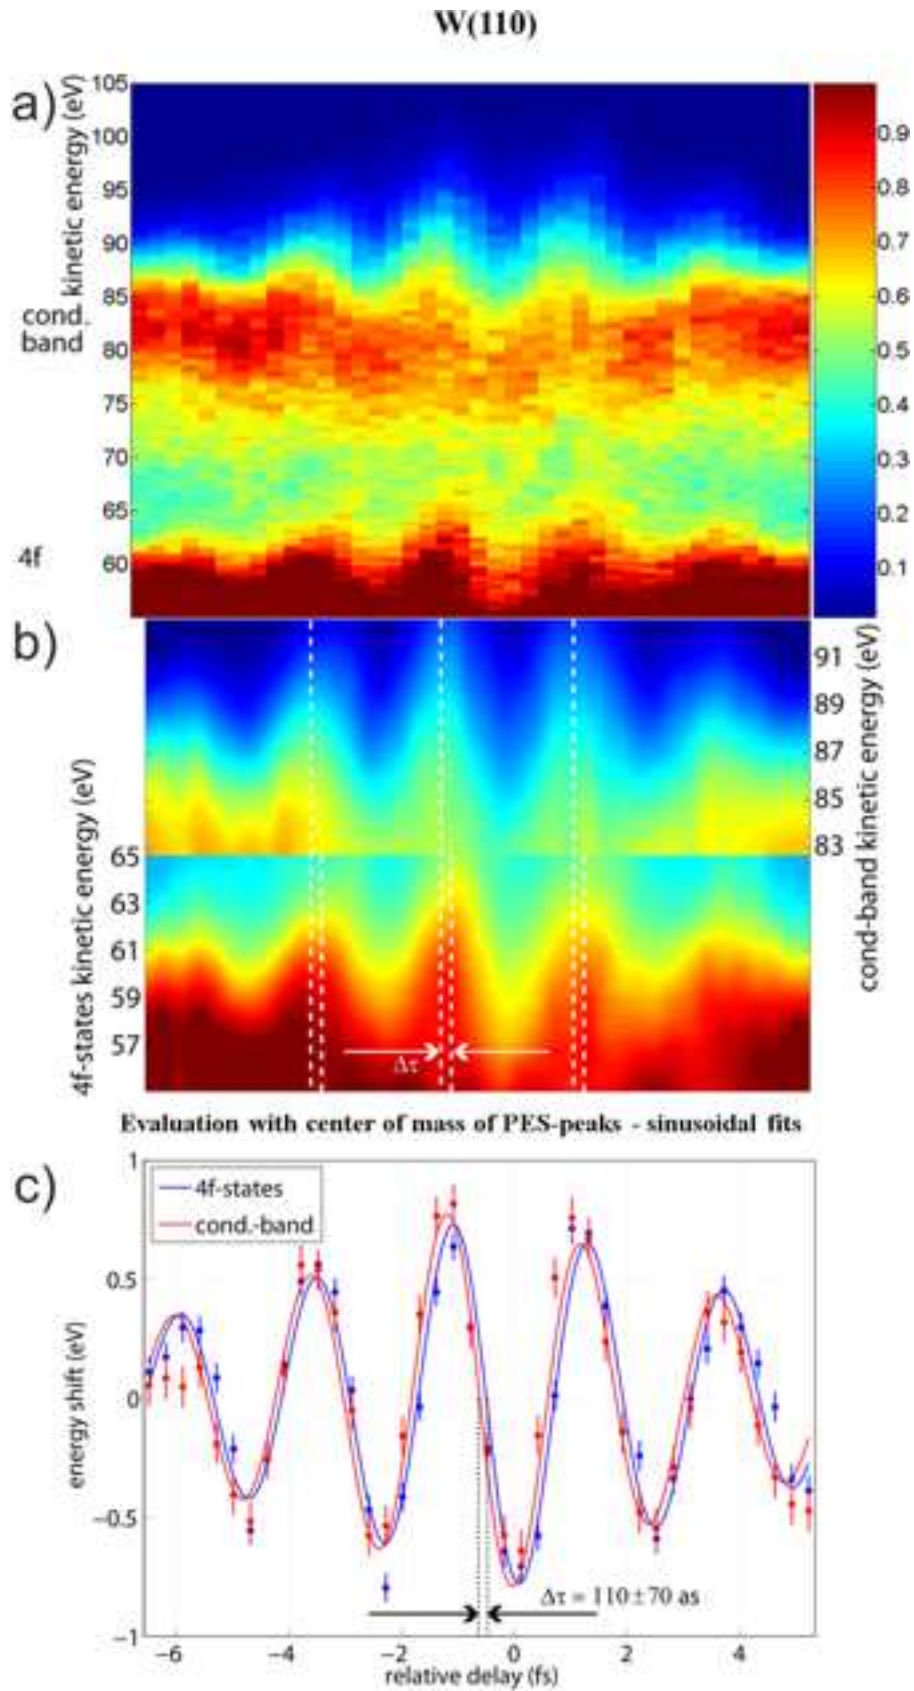 W(110)
a)
kinetic energy (eV)
105
100
95
90
85
80
75
70
65
60
cond.
band
4f
0.9
0.8
0.7
0.6
0.5
0.4
0.3
0.2
0.1
b)
4f-states kinetic energy (eV)
65
63
61
59
57
91
89
87
85
83
cond-band kinetic energy (eV)
Δτ
Evaluation with center of mass of PES-peaks - sinusoidal fits
c)
4f-states
cond.-band
energy shift (eV)
1
0.5
0
−0.5
−1
Δτ = 110±70 as
−6 −4 −2 0 2 4
relative delay (fs)